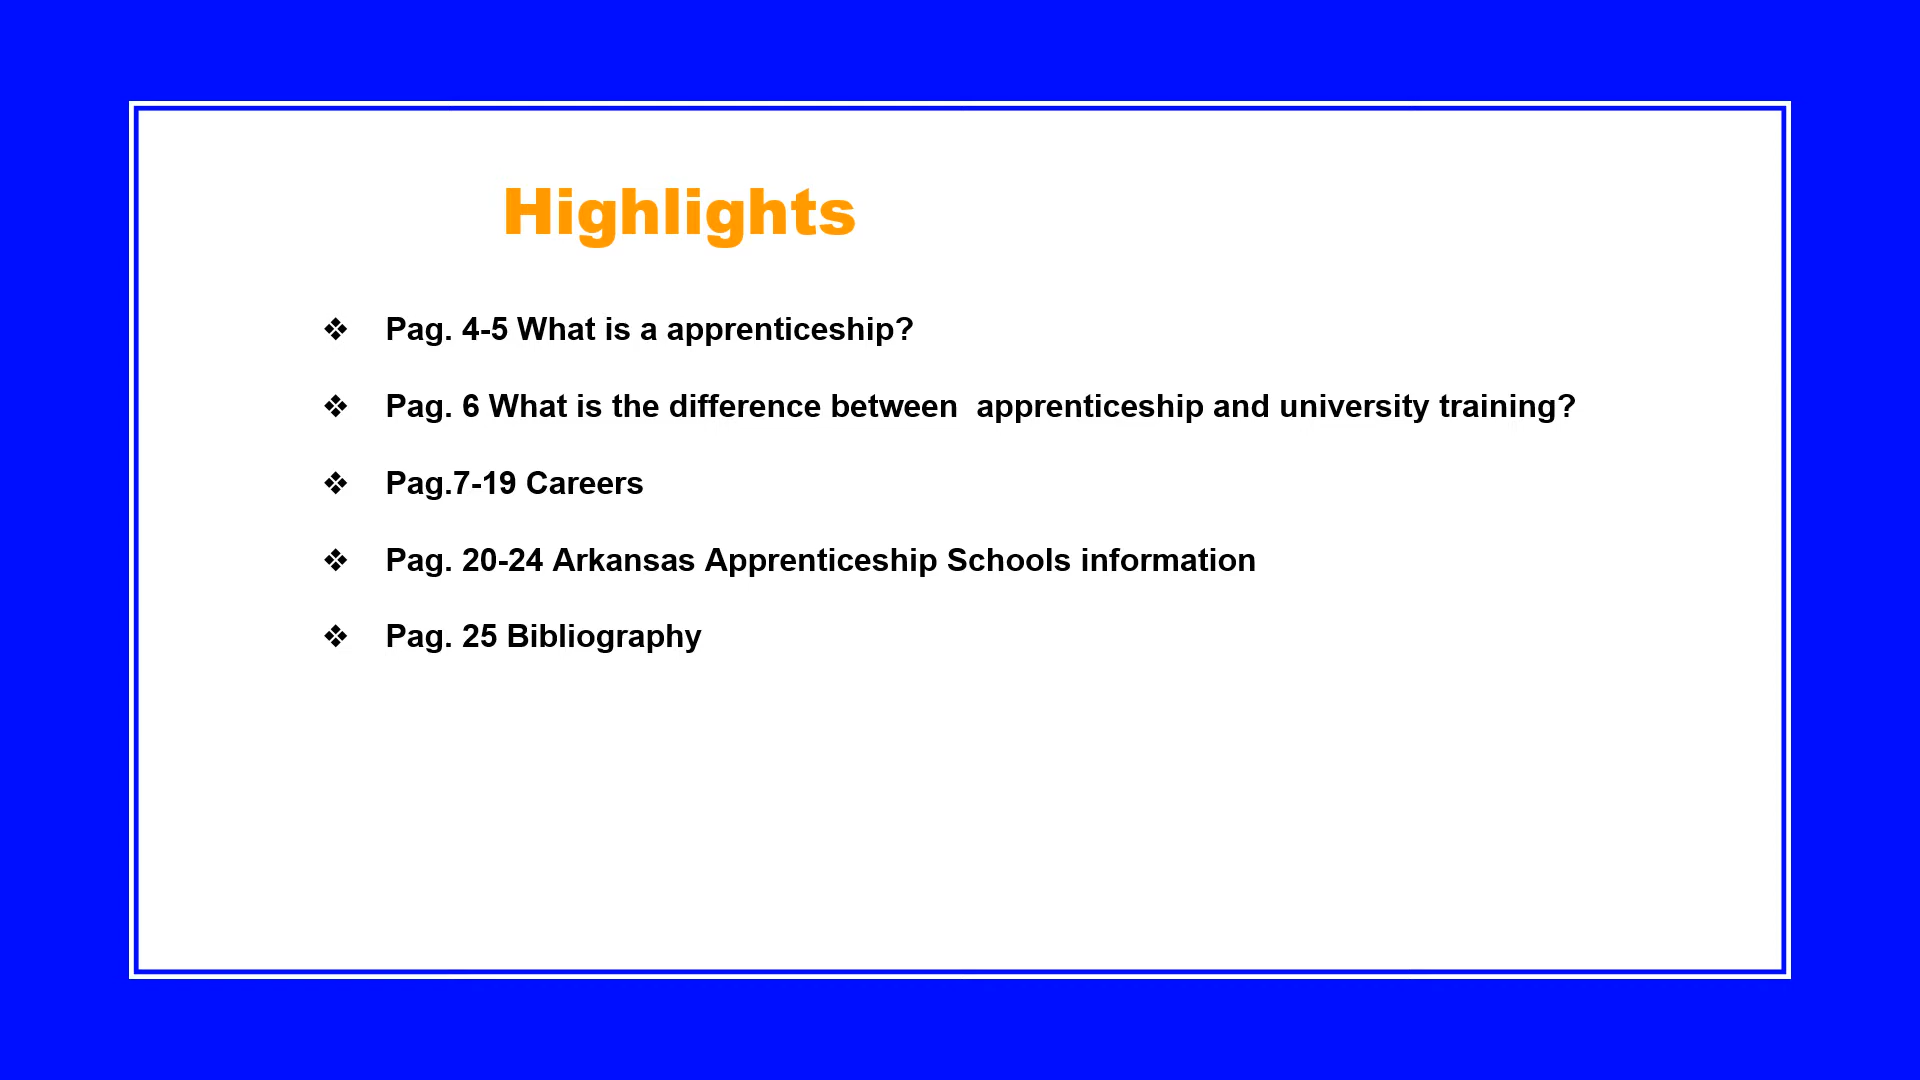 Highlights
❖ Pag. 4-5 What is a apprenticeship?
❖ Pag. 6 What is the difference between  apprenticeship and university training?
❖ Pag.7-19 Careers
❖ Pag. 20-24 Arkansas Apprenticeship Schools information
❖ Pag. 25 Bibliography